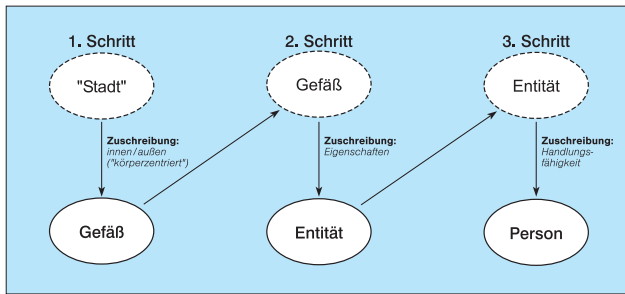 1. Schritt
2. Schritt
3. Schritt
"Stadt"
Gefäß
Entität
Zuschreibung:
innen/außen
("körperzentriert")
Zuschreibung:
Eigenschaften
Zuschreibung:
Handlungs-
fähigkeit
Gefäß
Entität
Person